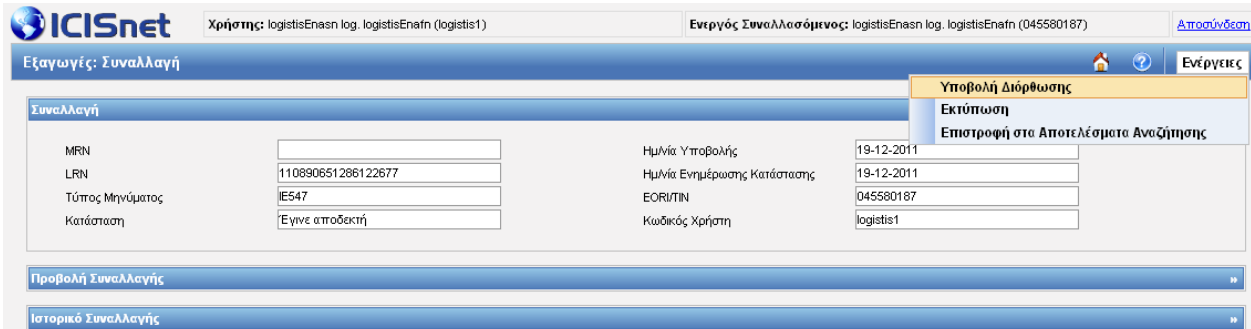 ICISnet
Χρήστης: logistisEnasn log. logistisEnafn (logistis1)
Ενεργός Συναλλασόμενος: logistisEnasn log. logistisEnafn (045580187)
Αποσύνδεση
Εξαγωγές: Συναλλαγή
Ενέργειες
Υποβολή Διόρθωσης
Εκτύπωση
Επιστροφή στα Αποτελέσματα Αναζήτησης
Συναλλαγή
MRN
Ημ/νία Υποβολής 19-12-2011
LRN 110890651286122677
Ημ/νία Ενημέρωσης Κατάστασης 19-12-2011
Τύπος Μηνύματος IE547
EORI/TIN 045580187
Κατάσταση Έγινε αποδεκτή
Κωδικός Χρήστη logistis1
Προβολή Συναλλαγής
Ιστορικό Συναλλαγής